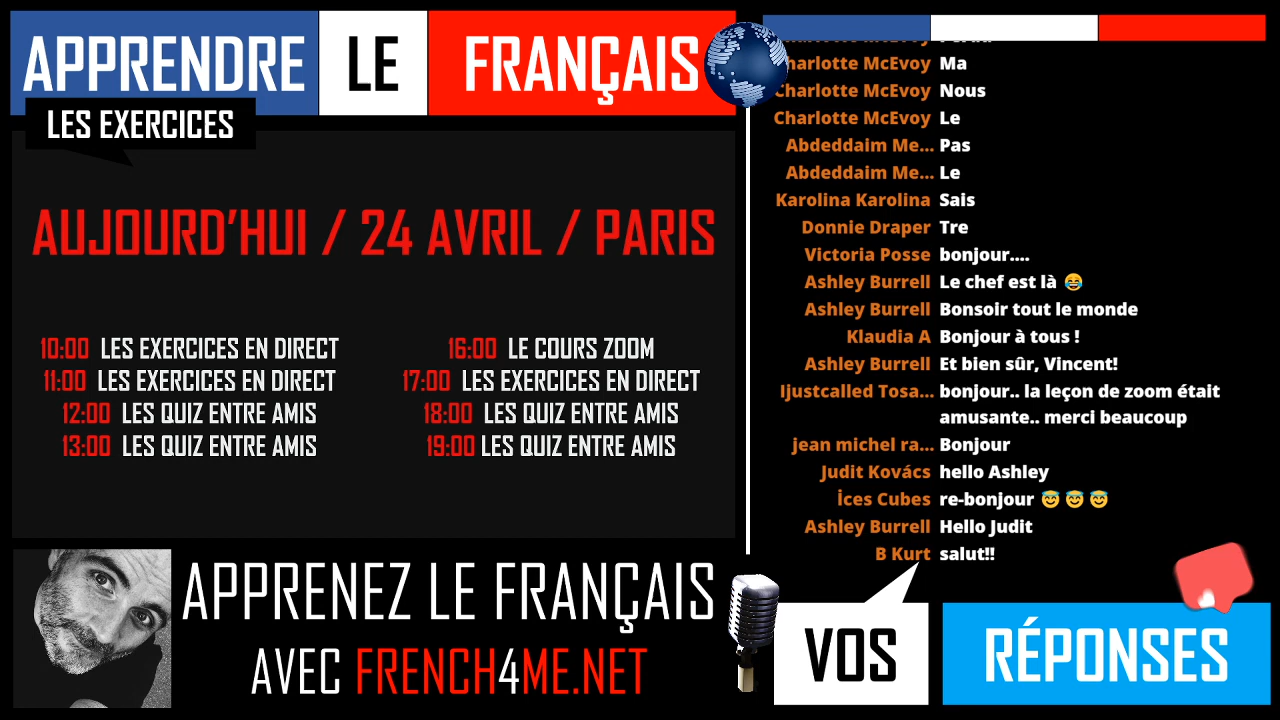 APPRENDRE LE FRANÇAIS
LES EXERCICES
AUJOURD'HUI / 24 AVRIL / PARIS
10:00 LES EXERCICES EN DIRECT
11:00 LES EXERCICES EN DIRECT
12:00 LES QUIZ ENTRE AMIS
13:00 LES QUIZ ENTRE AMIS
16:00 LE COURS ZOOM
17:00 LES EXERCICES EN DIRECT
18:00 LES QUIZ ENTRE AMIS
19:00 LES QUIZ ENTRE AMIS
APPRENEZ LE FRANÇAIS
AVEC FRENCH4ME.NET
Charlotte McEvoy Ma
Charlotte McEvoy Nous
Charlotte McEvoy Le
Abdeddaim Me... Pas
Abdeddaim Me... Le
Karolina Karolina Sais
Donnie Draper Tre
Victoria Posse bonjour....
Ashley Burrell Le chef est là 😂
Ashley Burrell Bonsoir tout le monde
Klaudia A Bonjour à tous !
Ashley Burrell Et bien sûr, Vincent!
Ijustcalled Tosa... bonjour.. la leçon de zoom était
amusante.. merci beaucoup
jean michel ra... Bonjour
Judit Kovács hello Ashley
İces Cubes re-bonjour 😇 😇 😇
Ashley Burrell Hello Judit
B Kurt salut!!
VOS RÉPONSES